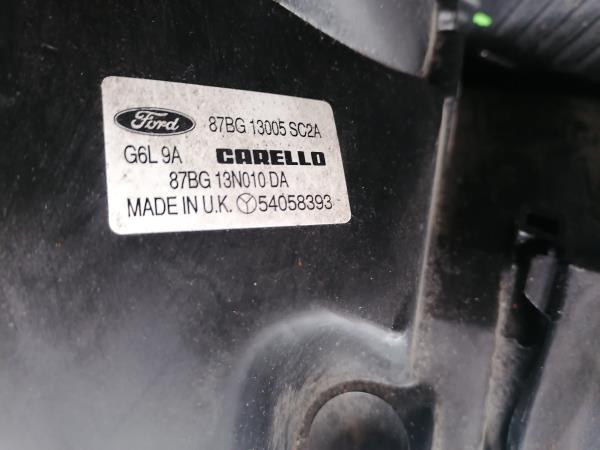 Ford 87BG 13005 SC2A
G6L 9A CARELLO
87BG 13N010 DA
MADE IN U.K. 54058393